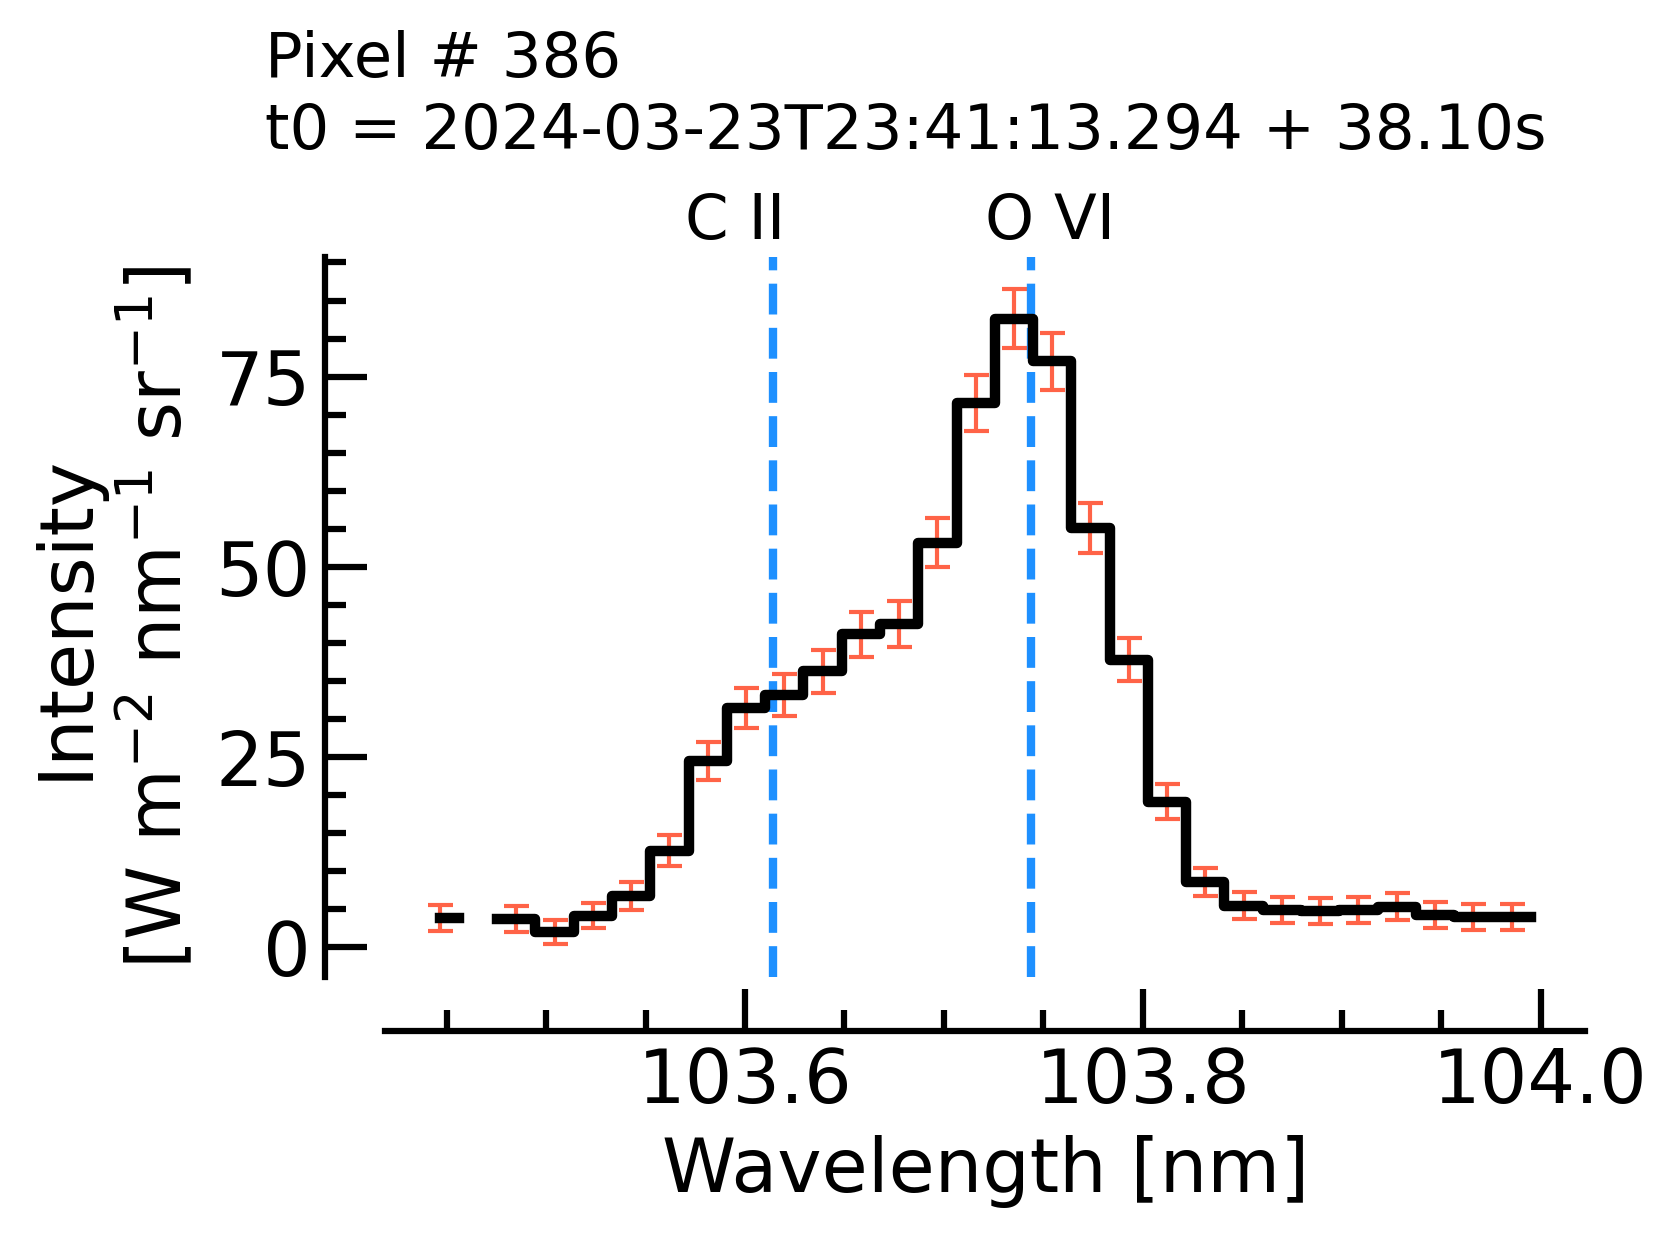 Pixel # 386
t0 = 2024-03-23T23:41:13.294 + 38.10s
C II O VI
Intensity
[W m⁻² nm⁻¹ sr⁻¹]
75
50
25
0
103.6 103.8 104.0
Wavelength [nm]